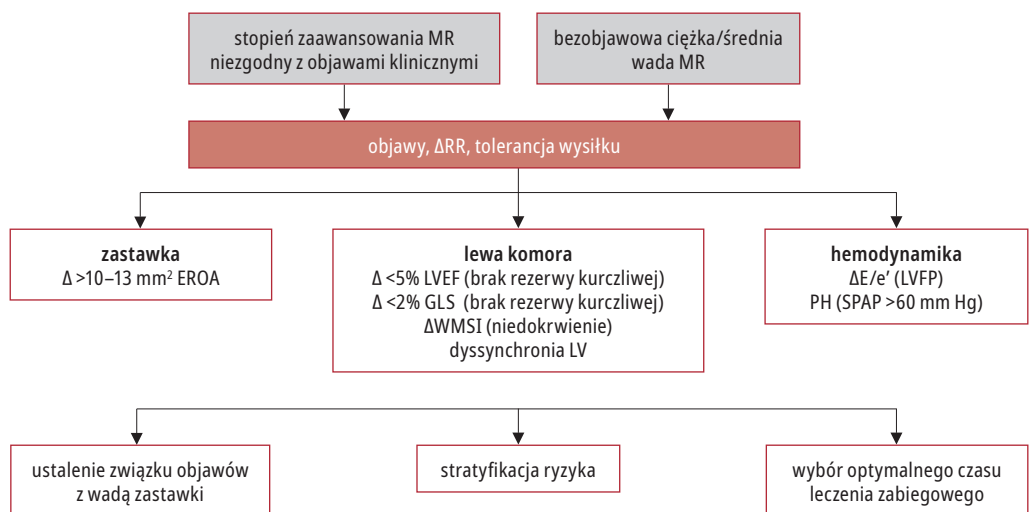 stopień zaawansowania MR
niezgodny z objawami klinicznymi
bezobjawowa ciężka/średnia
wada MR
objawy, ΔRR, tolerancja wysiłku
zastawka
Δ >10–13 mm² EROA
lewa komora
Δ <5% LVEF (brak rezerwy kurczliwej)
Δ <2% GLS (brak rezerwy kurczliwej)
ΔWMSI (niedokrwienie)
dyssynchronia LV
hemodynamika
ΔE/e’ (LVFP)
PH (SPAP >60 mm Hg)
ustalenie związku objawów
z wadą zastawki
stratyfikacja ryzyka
wybór optymalnego czasu
leczenia zabiegowego